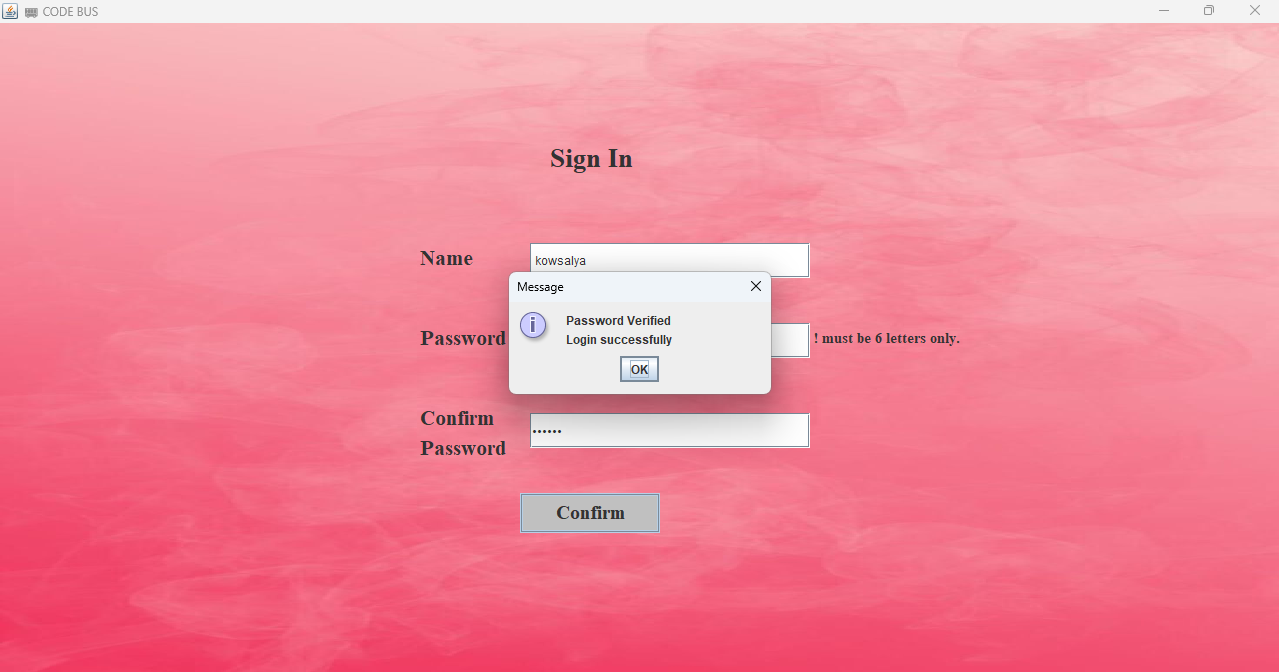 CODE BUS
Sign In
Name
kowsalya
Message
Password Verified
Login successfully
OK
Password
! must be 6 letters only.
Confirm
Password
••••••
Confirm